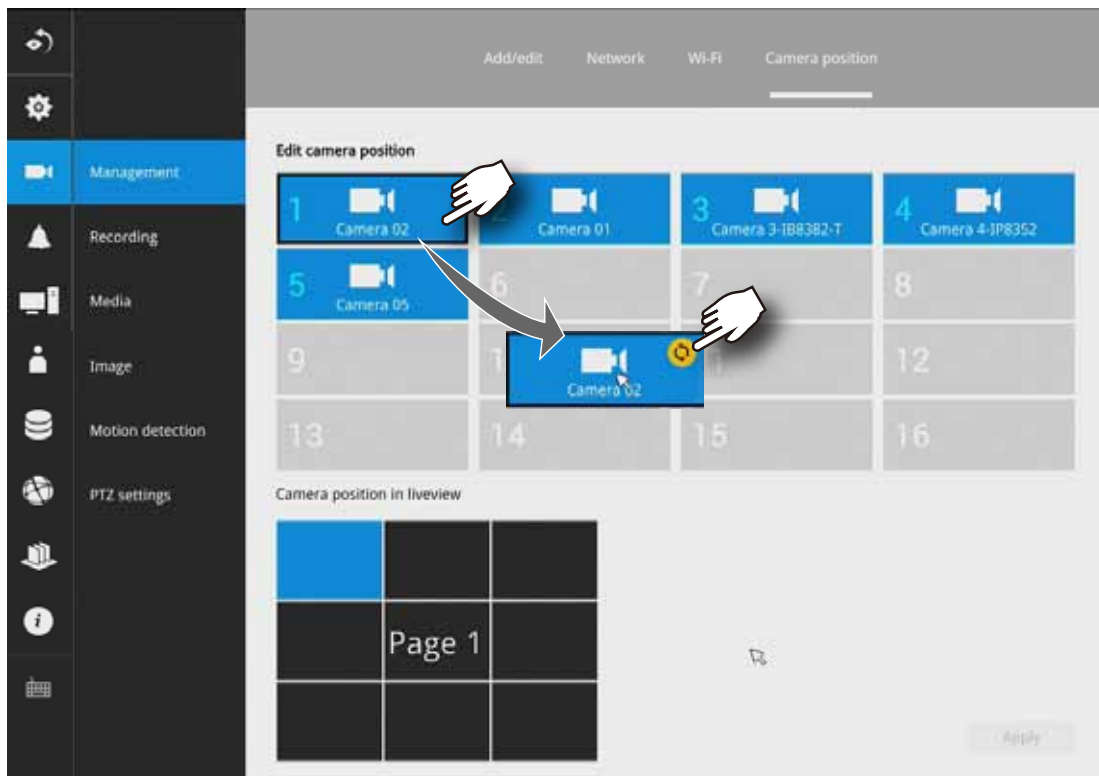 Add/edit Network Wi-Fi Camera position
Edit camera position
Management
Recording
Media
Image
Motion detection
PTZ settings
1 Camera 02
2 Camera 01
3 Camera 3-IB8382-T
4 Camera 4-IP8352
5 Camera 05
6
7
8
9
Camera 02
12
13
14
15
16
Camera position in liveview
Page 1
Apply